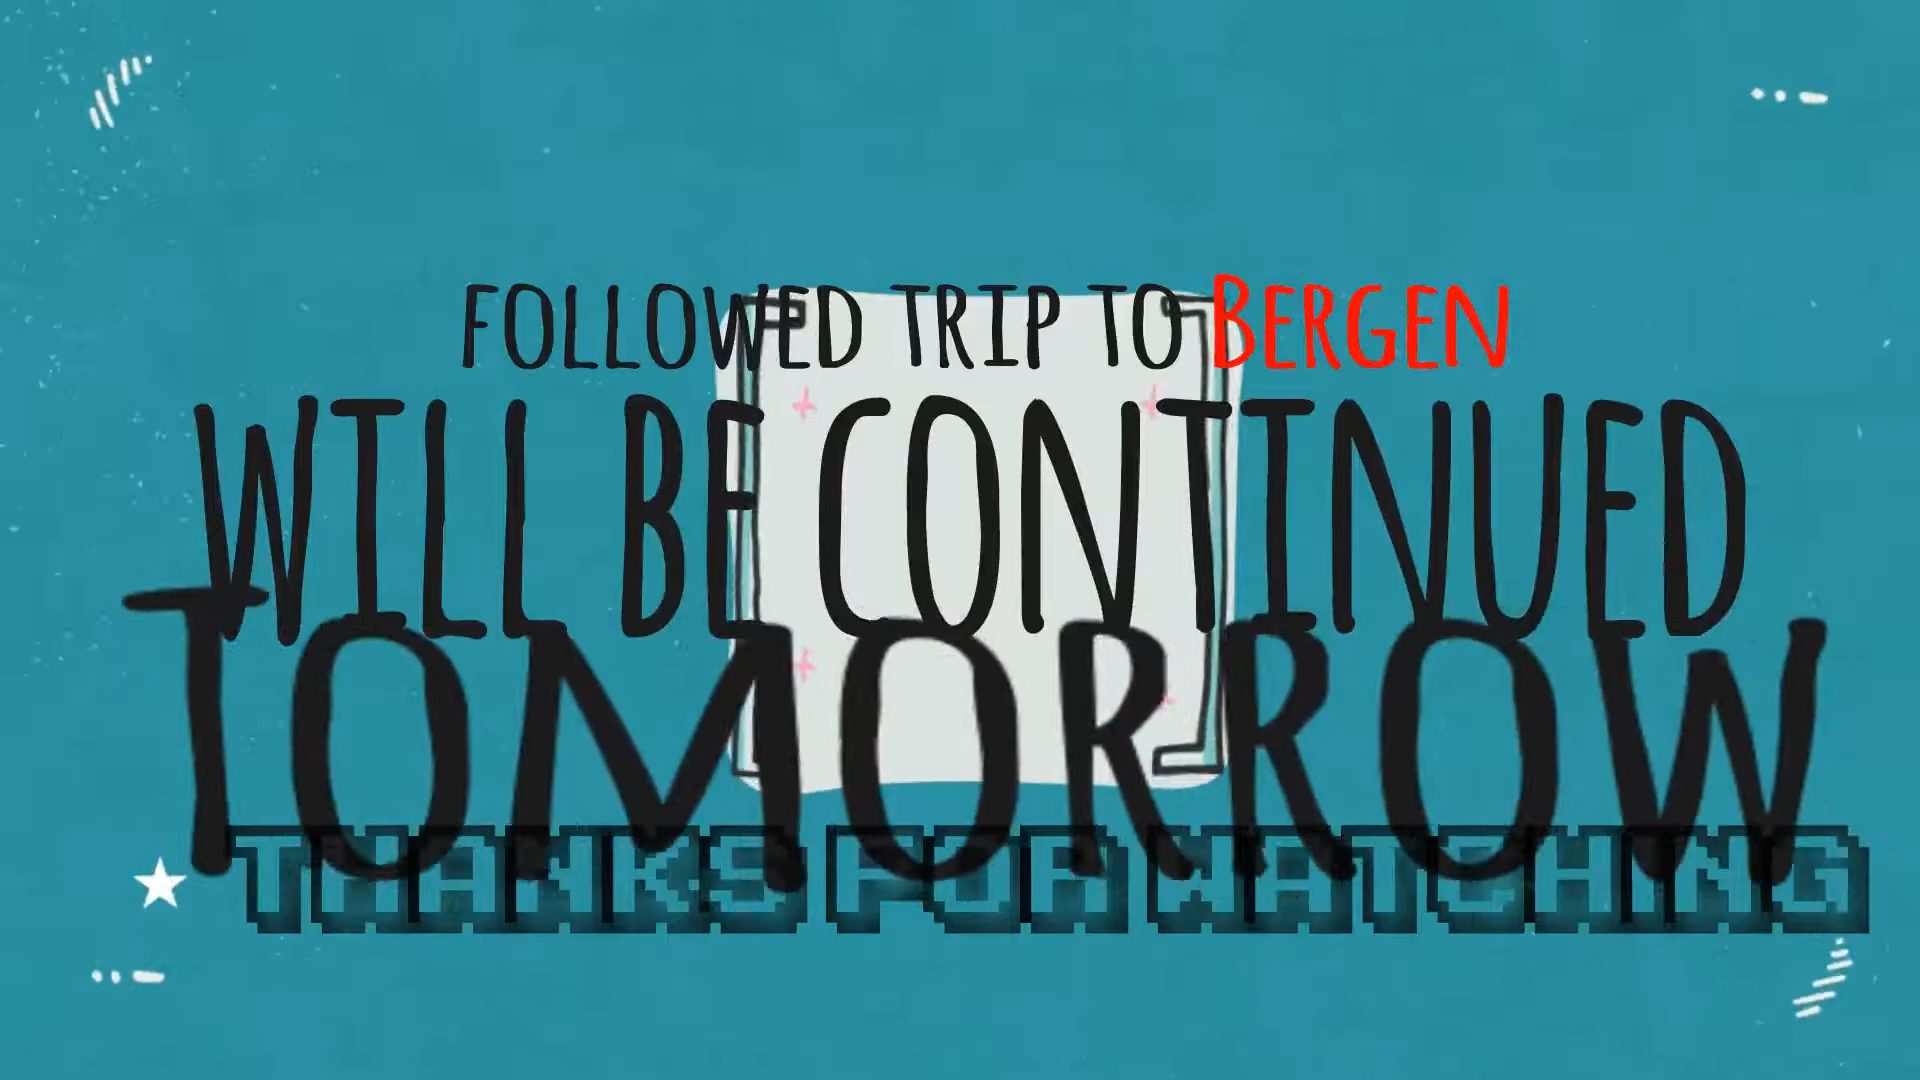 FOLLOWED TRIP TO BERGEN
WILL BE CONTINUED
TOMORROW
THANKS FOR WATCHING